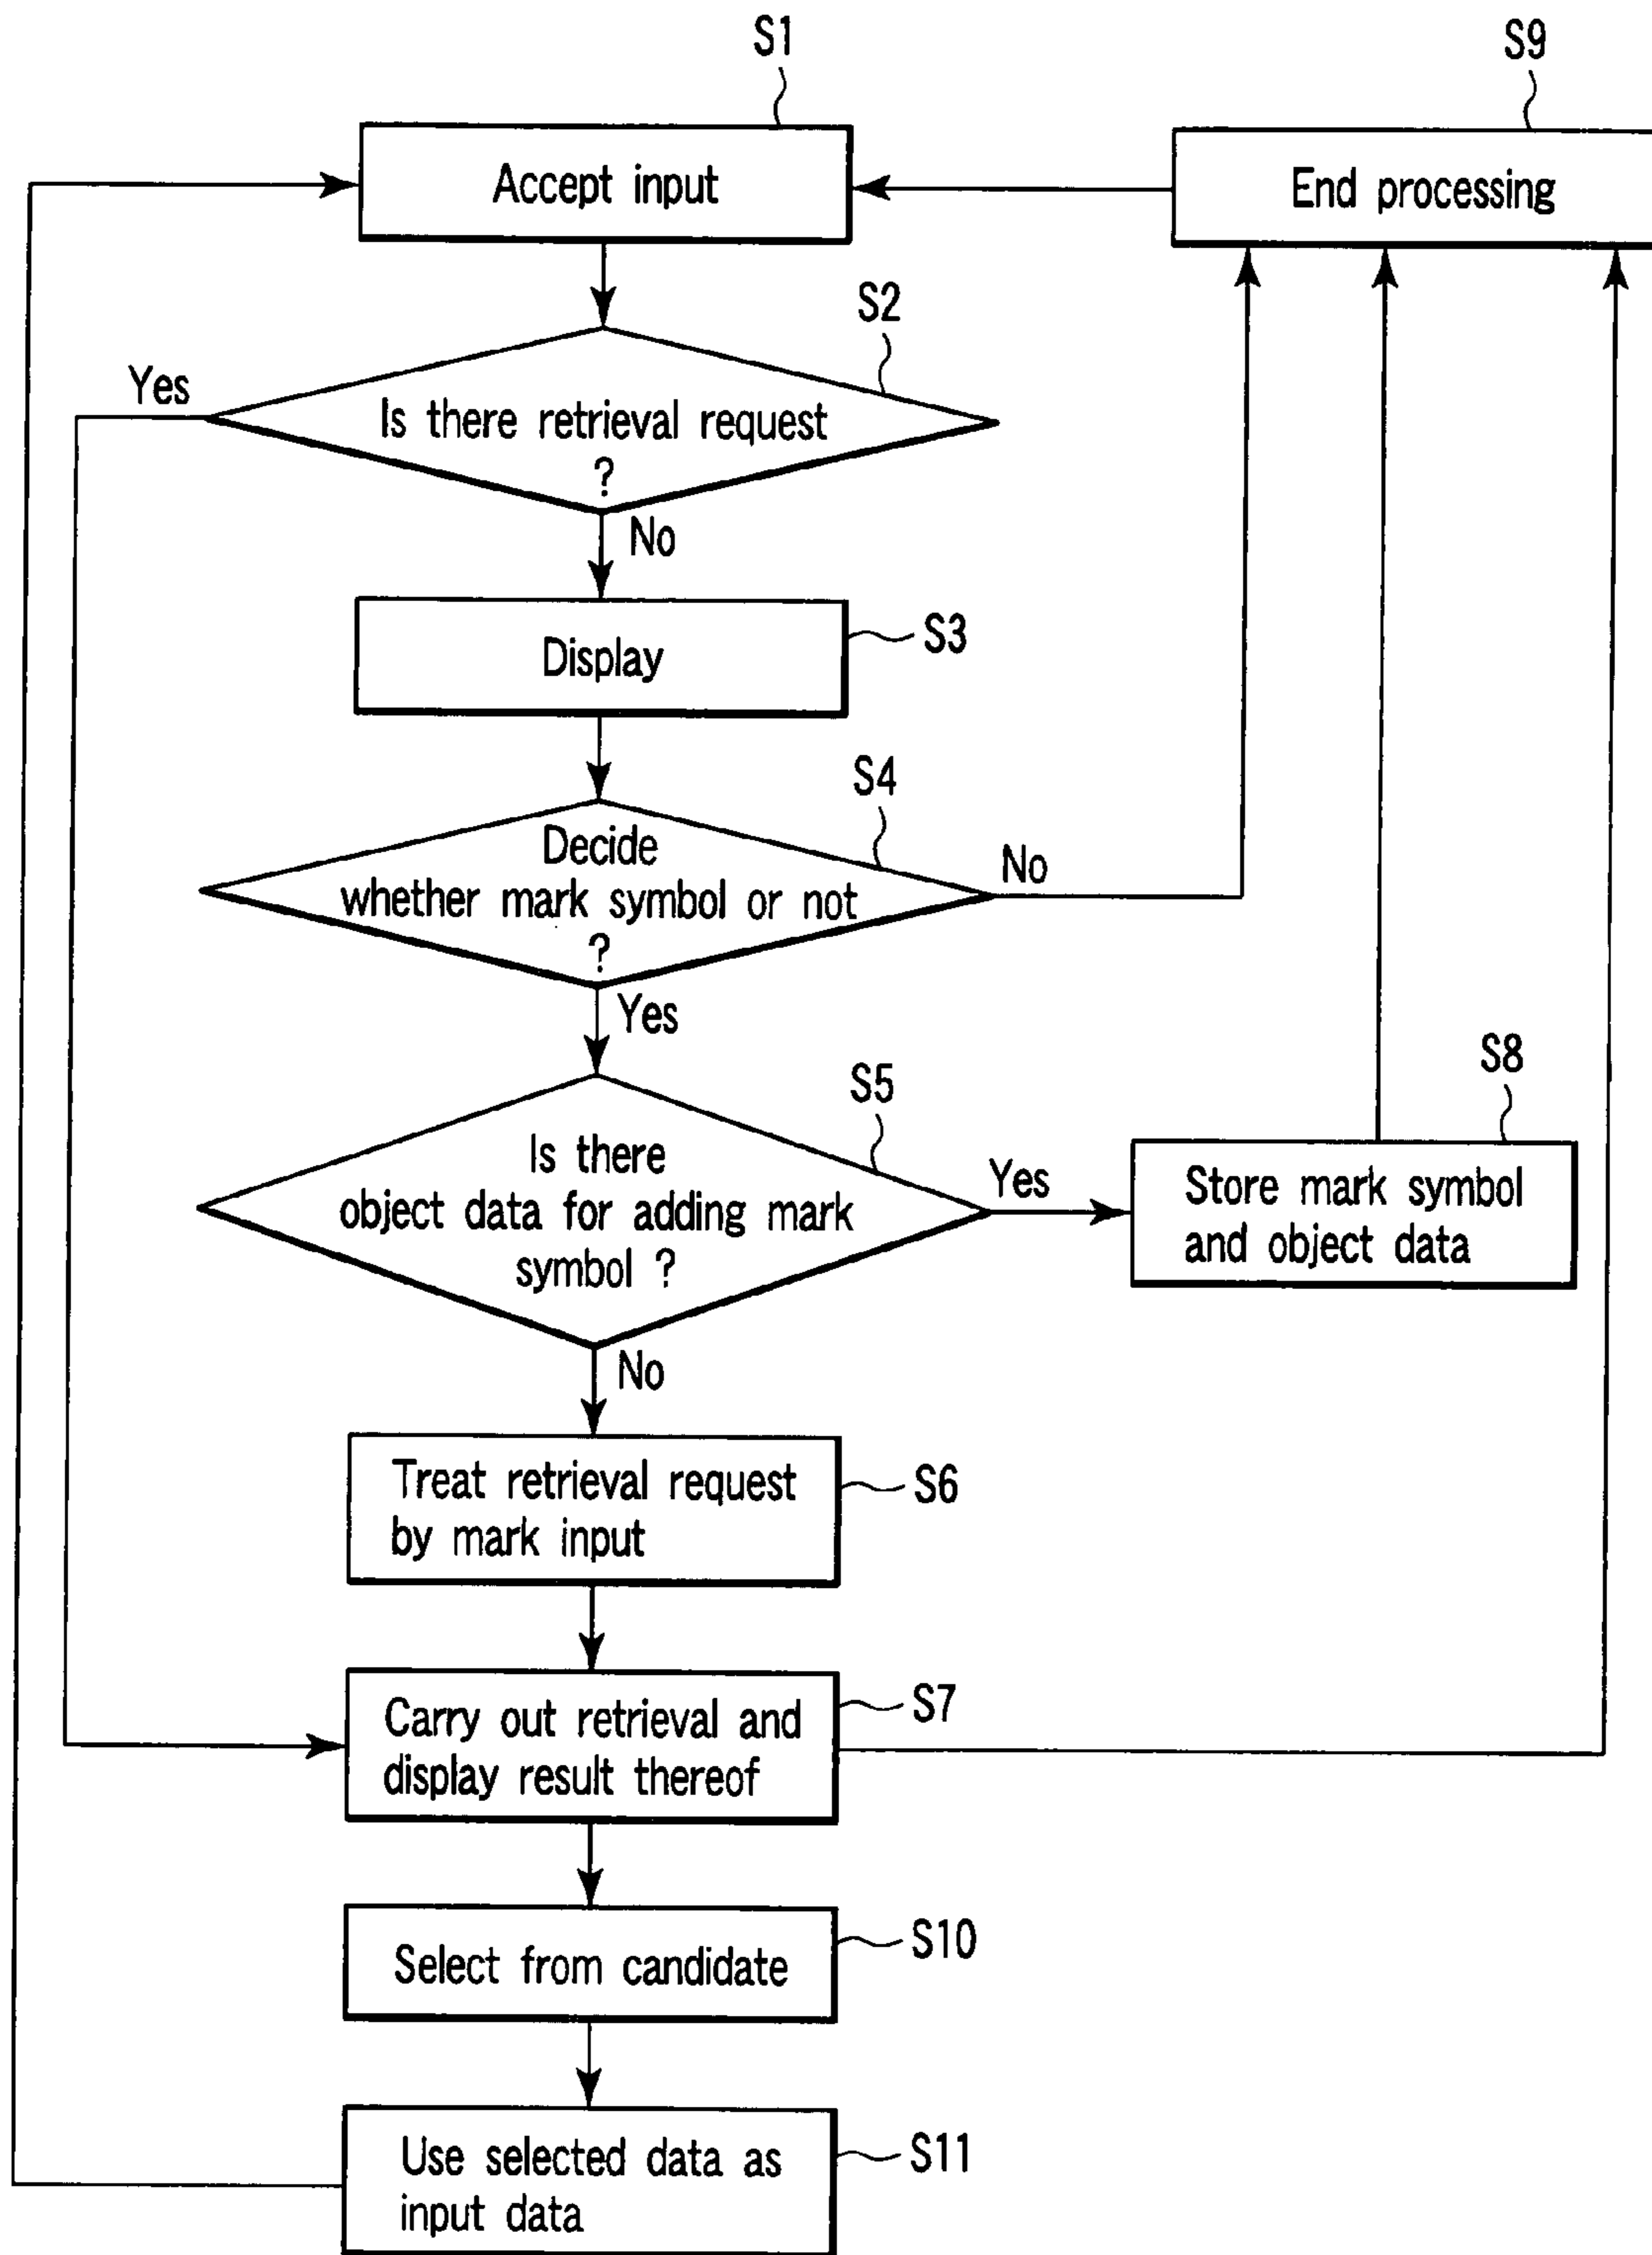 S1
S9
Accept input
End processing
S2
Yes
Is there retrieval request
?
No
Display
S3
S4
Decide
whether mark symbol or not
?
No
Yes
S5
S8
Is there
object data for adding mark
symbol ?
Yes
Store mark symbol
and object data
No
Treat retrieval request
by mark input
S6
Carry out retrieval and
display result thereof
S7
Select from candidate
S10
Use selected data as
input data
S11